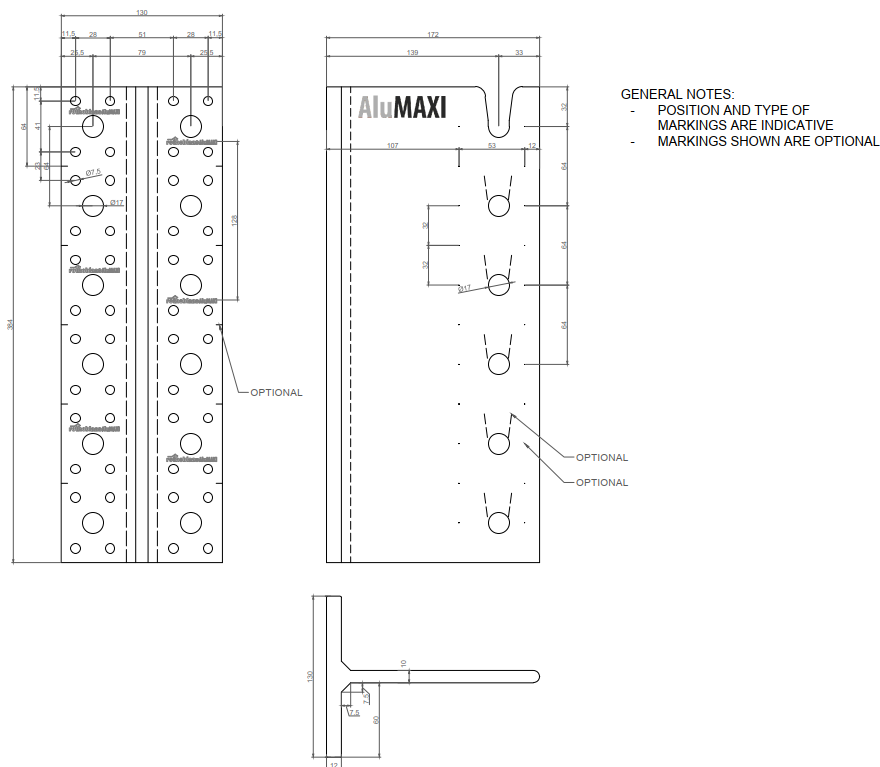 130
11.5 28 51 28 11.5
25.5 79 25.5
11.5
64
41
23
64
Ø7.5
Ø17
128
384
OPTIONAL
172
139 33
AluMAXI
32
107 53 12
64
32
32
64
Ø17
64
OPTIONAL
OPTIONAL
GENERAL NOTES:
- POSITION AND TYPE OF
MARKINGS ARE INDICATIVE
- MARKINGS SHOWN ARE OPTIONAL
130
10
7.5
7.5
60
12